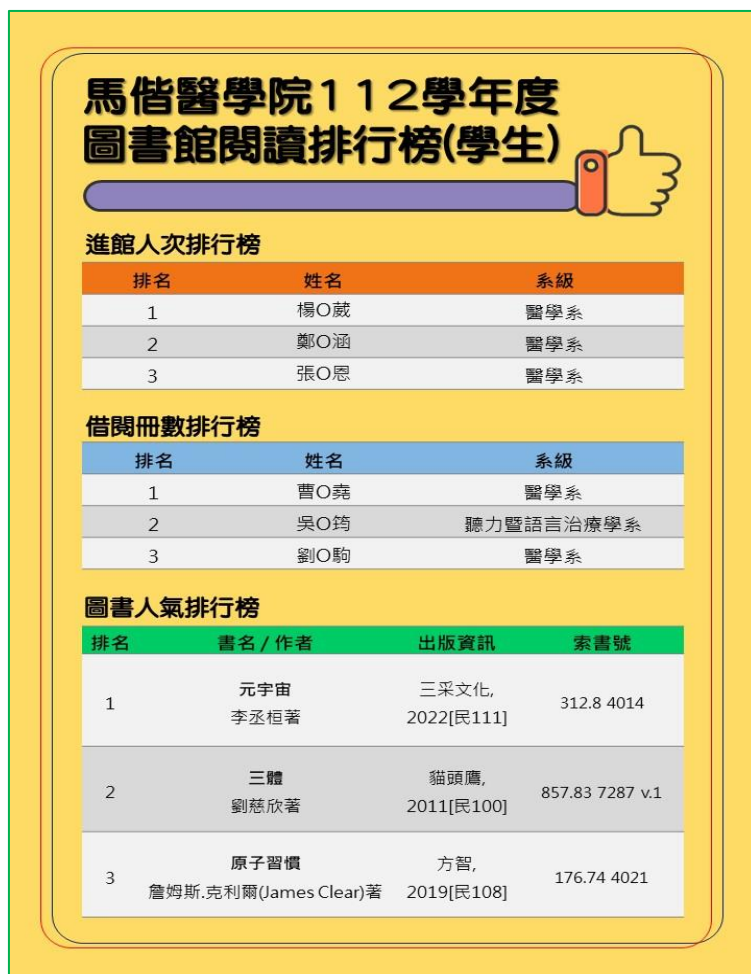 馬偕醫學院112學年度
圖書館閱讀排行榜(學生)
進館人次排行榜
排名 姓名 系級
1 楊O葳 醫學系
2 鄭O涵 醫學系
3 張O恩 醫學系
借閱冊數排行榜
排名 姓名 系級
1 曹O堯 醫學系
2 吳O筠 聽力暨語言治療學系
3 劉O駒 醫學系
圖書人氣排行榜
排名 書名 / 作者 出版資訊 索書號
1 元宇宙 三采文化, 312.8 4014
李丞桓著 2022[民111]
2 三體 貓頭鷹, 857.83 7287 v.1
劉慈欣著 2011[民100]
3 原子習慣 方智, 176.74 4021
詹姆斯.克利爾(James Clear)著 2019[民108]